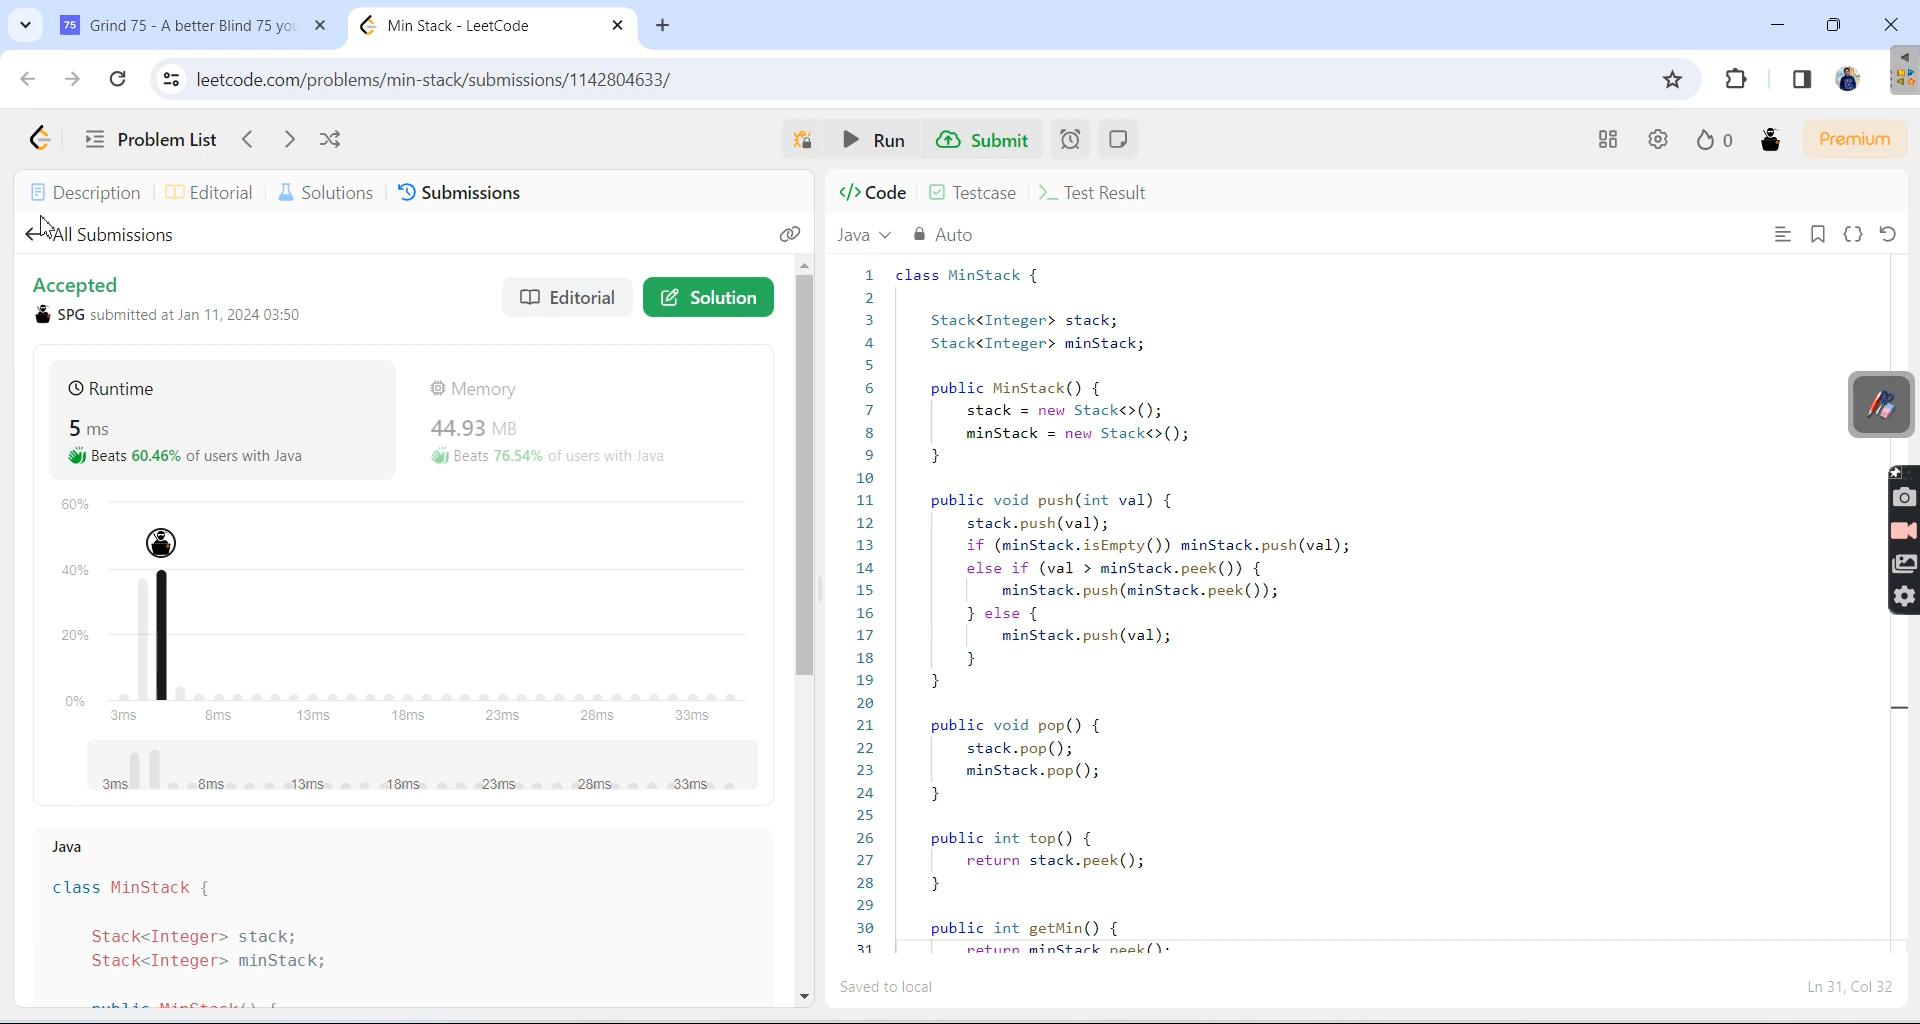 75 Grind 75 - A better Blind 75 you
Min Stack - LeetCode
leetcode.com/problems/min-stack/submissions/1142804633/
Problem List
Run
Submit
0
Premium
Description
Editorial
Solutions
Submissions
All Submissions
Accepted
SPG submitted at Jan 11, 2024 03:50
Editorial
Solution
Runtime
5 ms
Beats 60.46% of users with Java
Memory
44.93 MB
Beats 76.54% of users with Java
60%
40%
20%
0%
3ms 8ms 13ms 18ms 23ms 28ms 33ms
3ms 8ms 13ms 18ms 23ms 28ms 33ms
Java
class MinStack {
Stack<Integer> stack;
Stack<Integer> minStack;
public MinStack() {
</> Code
Testcase
>_ Test Result
Java
Auto
1 class MinStack {
2
3 Stack<Integer> stack;
4 Stack<Integer> minStack;
5
6 public MinStack() {
7 stack = new Stack<>();
8 minStack = new Stack<>();
9 }
10
11 public void push(int val) {
12 stack.push(val);
13 if (minStack.isEmpty()) minStack.push(val);
14 else if (val > minStack.peek()) {
15 minStack.push(minStack.peek());
16 } else {
17 minStack.push(val);
18 }
19 }
20
21 public void pop() {
22 stack.pop();
23 minStack.pop();
24 }
25
26 public int top() {
27 return stack.peek();
28 }
29
30 public int getMin() {
31 return minStack.peek();
Saved to local
Ln 31, Col 32